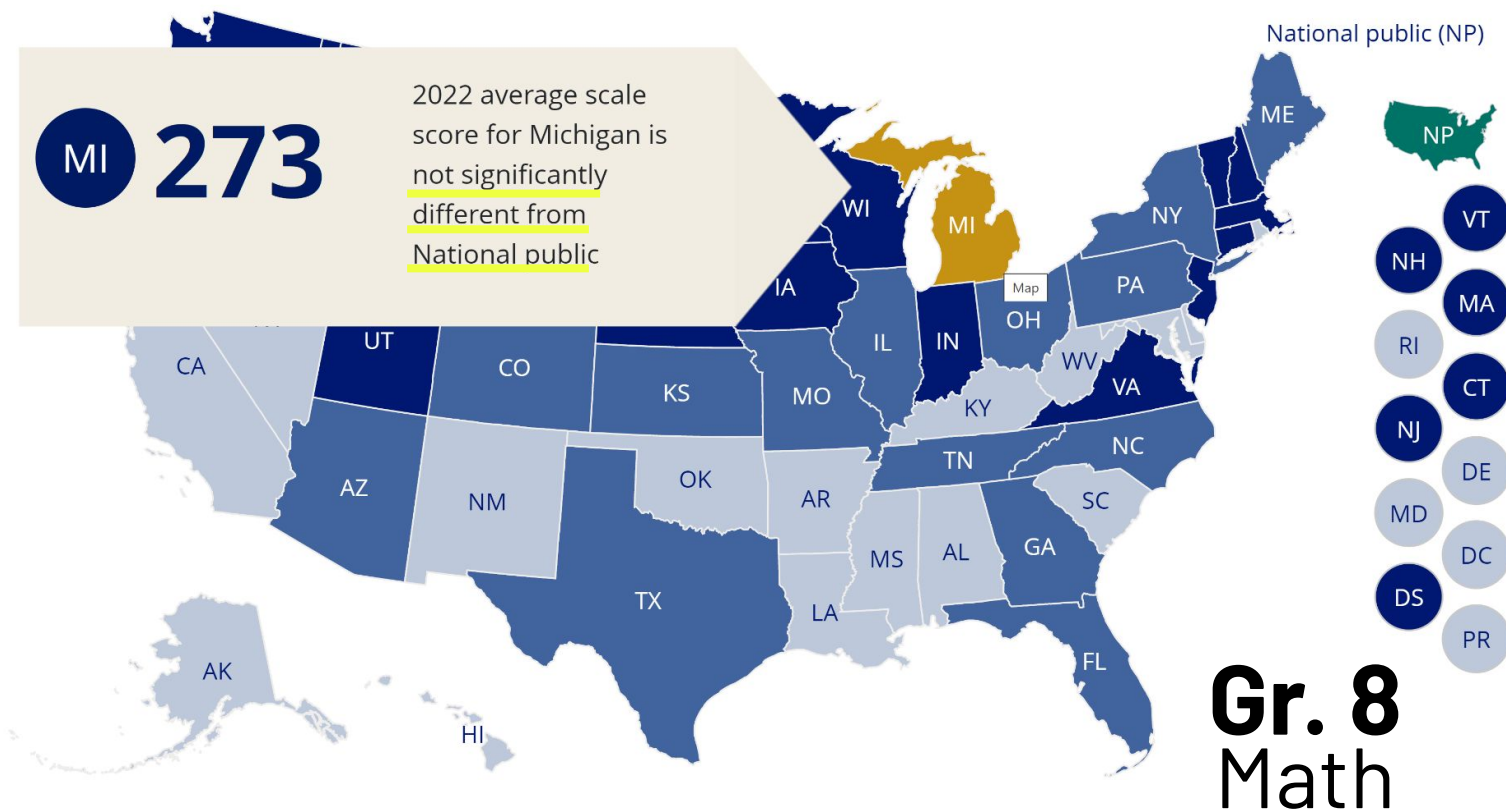 National public (NP)
2022 average scale
score for Michigan is
not significantly
different from
National public
MI
273
ME
NP
WI
MI
NY
VT
NH
MA
IA
Map
PA
OH
RI
UT
CO
IL
IN
WV
CA
KS
MO
KY
VA
CT
NJ
TN
NC
AZ
NM
OK
AR
SC
DE
MD
MS
AL
GA
DC
TX
LA
DS
AK
FL
PR
HI
Gr. 8
Math